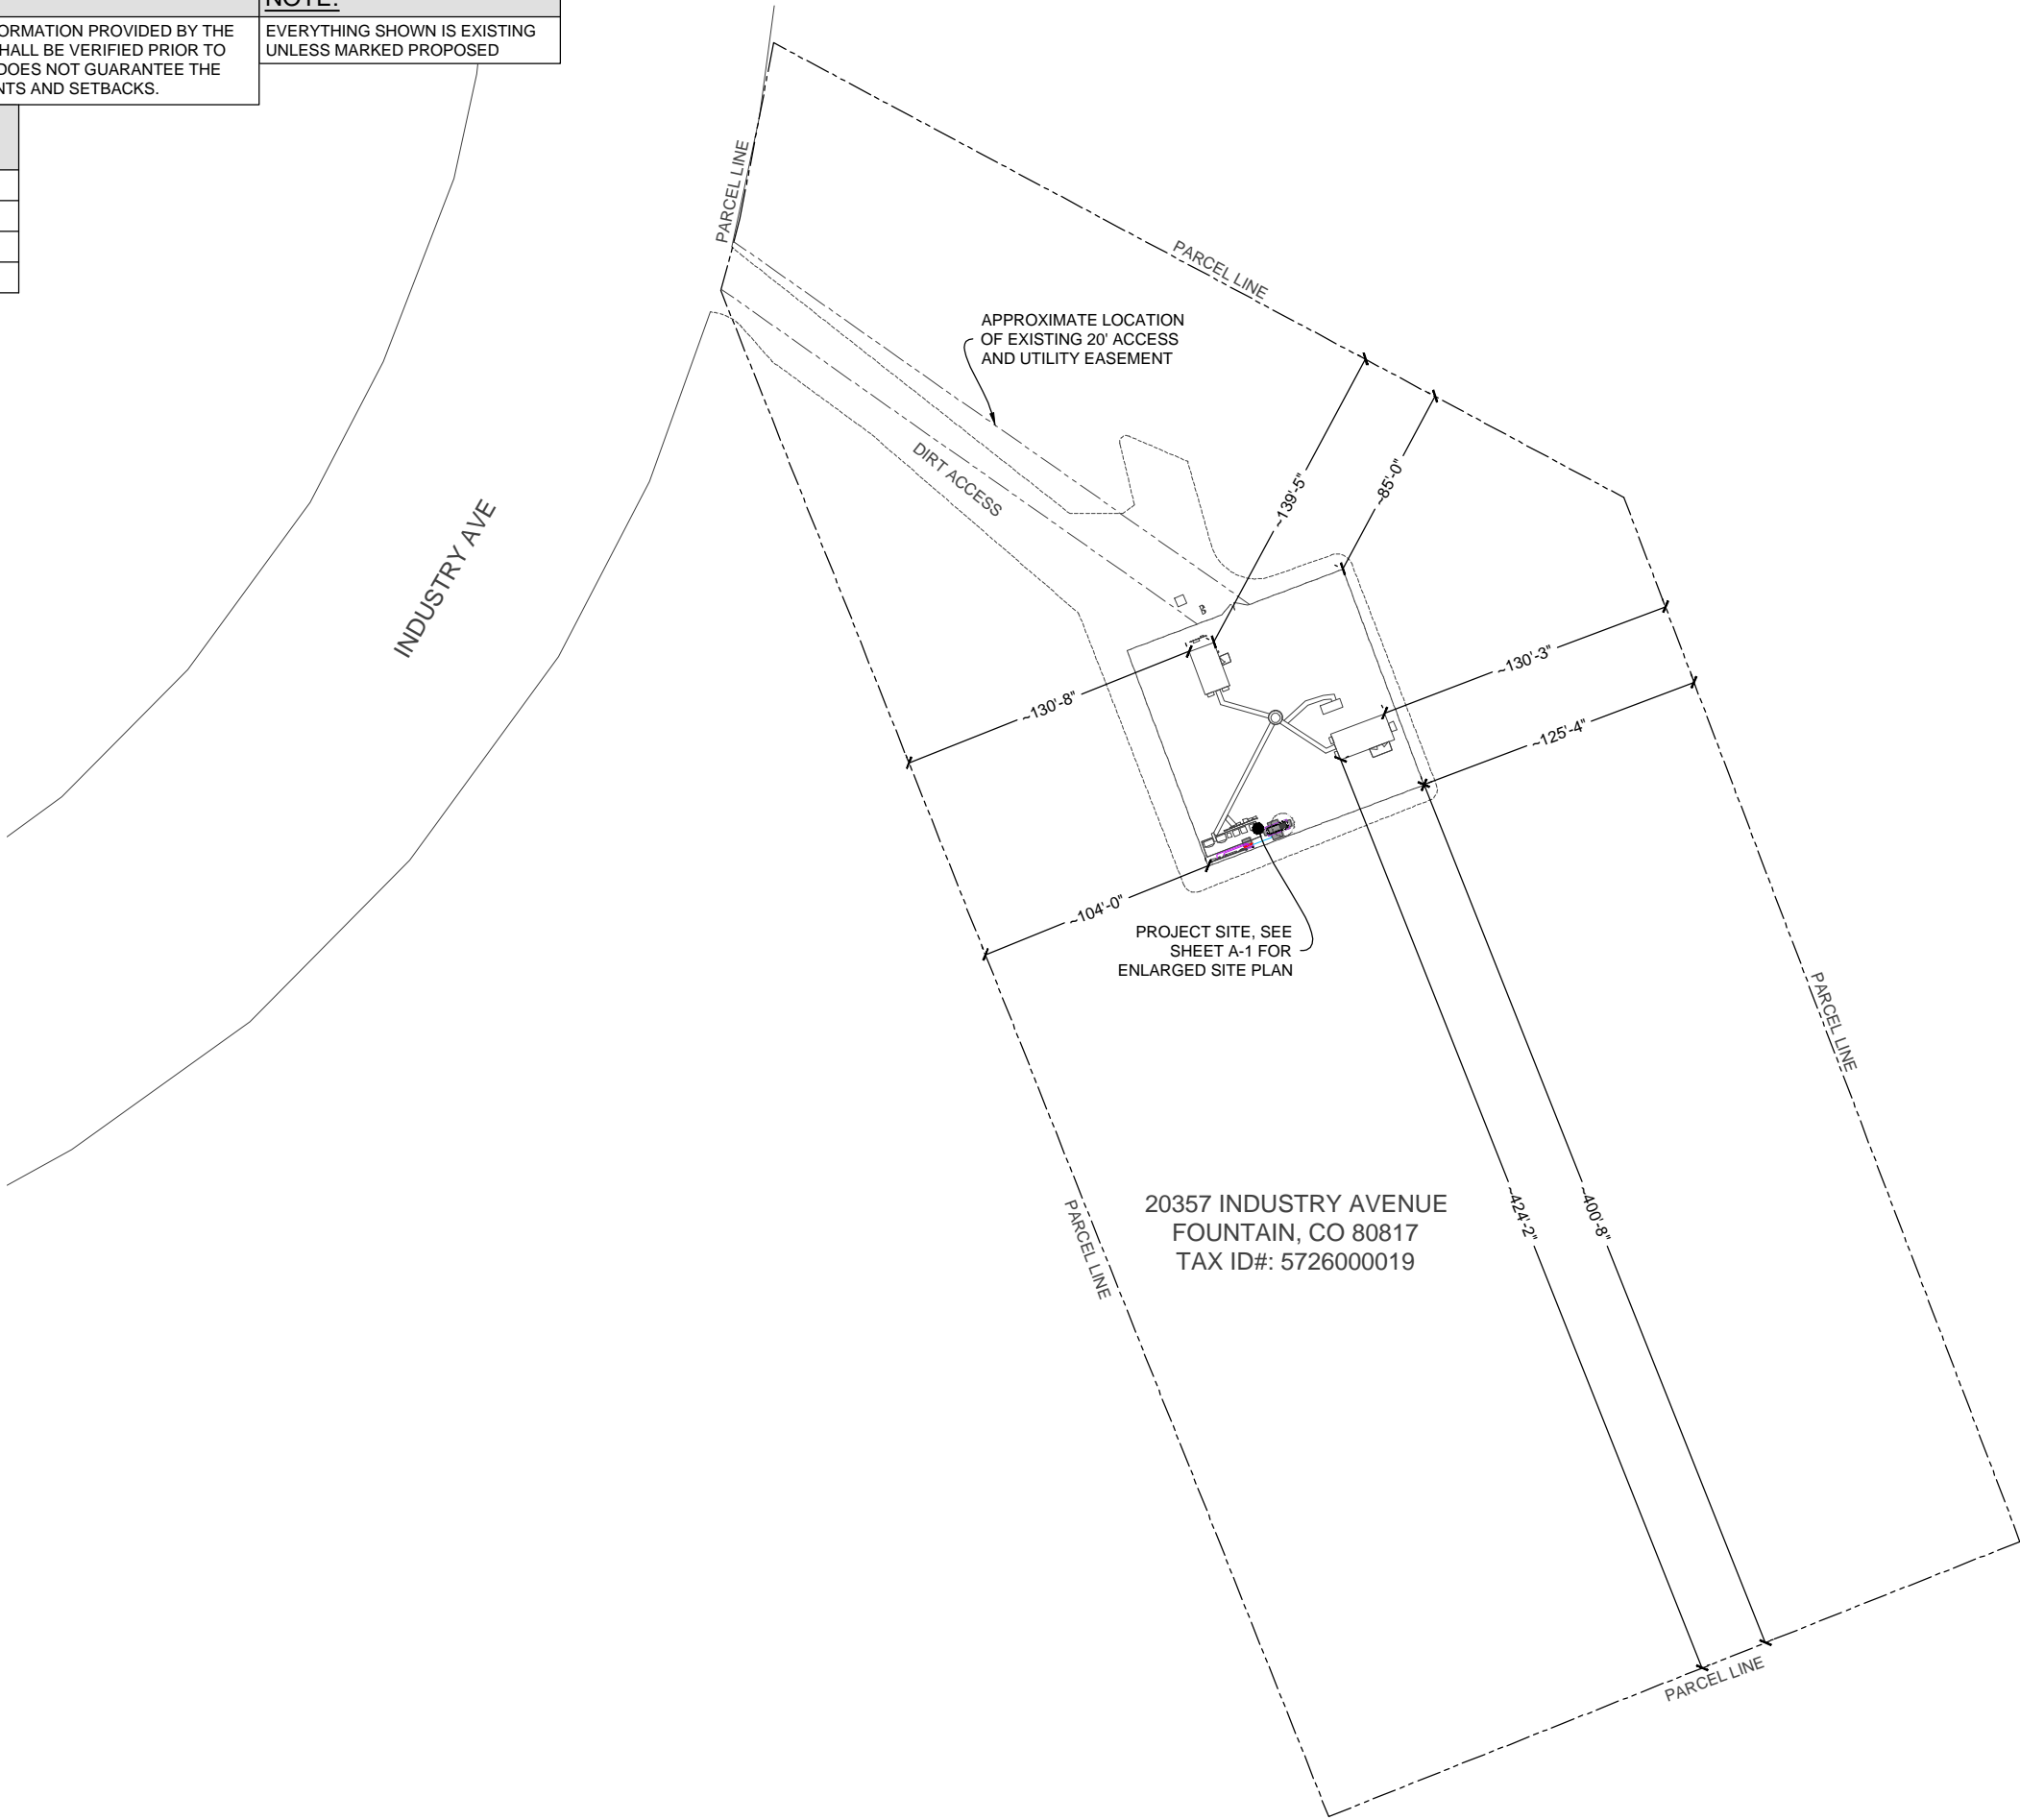 ORMATION PROVIDED BY THE
HALL BE VERIFIED PRIOR TO
DOES NOT GUARANTEE THE
NTS AND SETBACKS.
NOTE:
EVERYTHING SHOWN IS EXISTING
UNLESS MARKED PROPOSED
PARCEL LINE
PARCEL LINE
APPROXIMATE LOCATION
OF EXISTING 20' ACCESS
AND UTILITY EASEMENT
DIRT ACCESS
INDUSTRY AVE
~139'-5"
~85'-0"
~130'-8"
~130'-3"
~125'-4"
~104'-0"
PROJECT SITE, SEE
SHEET A-1 FOR
ENLARGED SITE PLAN
PARCEL LINE
20357 INDUSTRY AVENUE
FOUNTAIN, CO 80817
TAX ID#: 5726000019
~424'-2"
~400'-8"
PARCEL LINE
PARCEL LINE